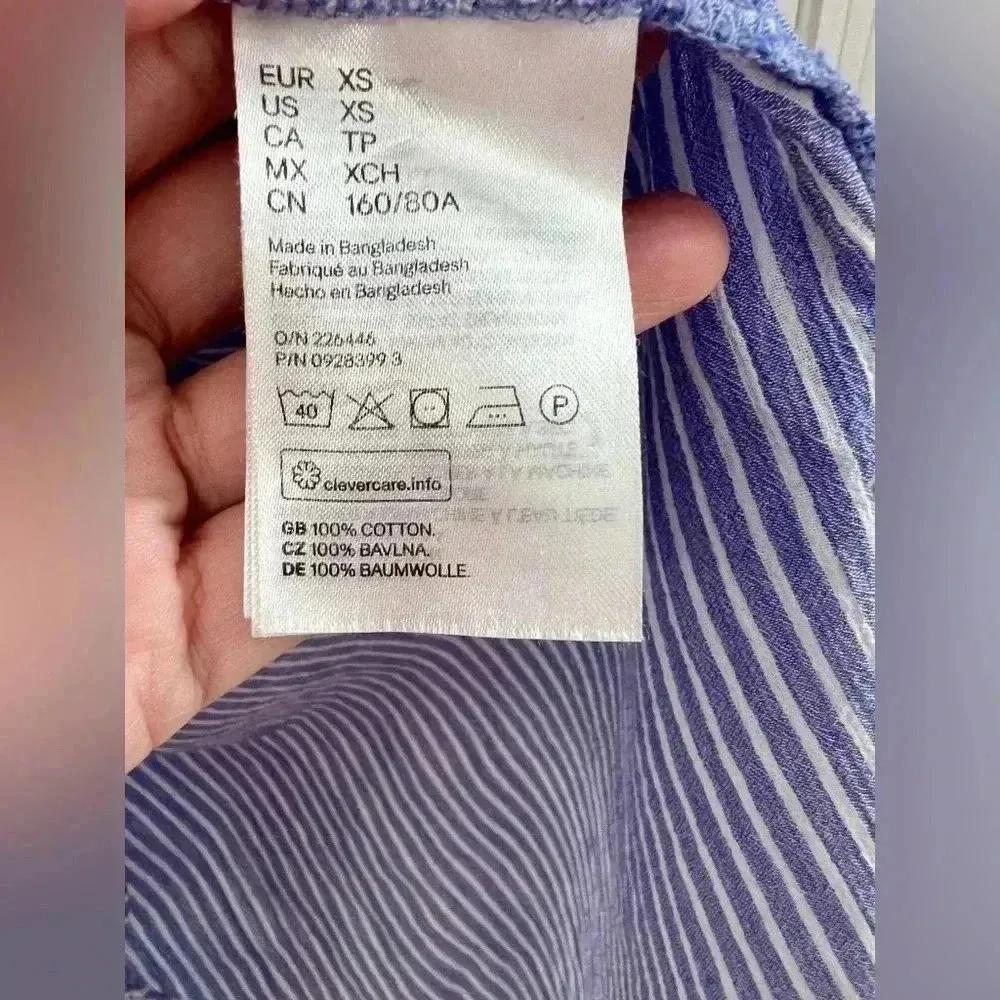 EUR XS
US XS
CA TP
MX XCH
CN 160/80A
Made in Bangladesh
Fabriqué au Bangladesh
Hecho en Bangladesh
O/N 226446
P/N 0928399 3
40
P
clevercare.info
GB 100% COTTON.
CZ 100% BAVLNA.
DE 100% BAUMWOLLE.